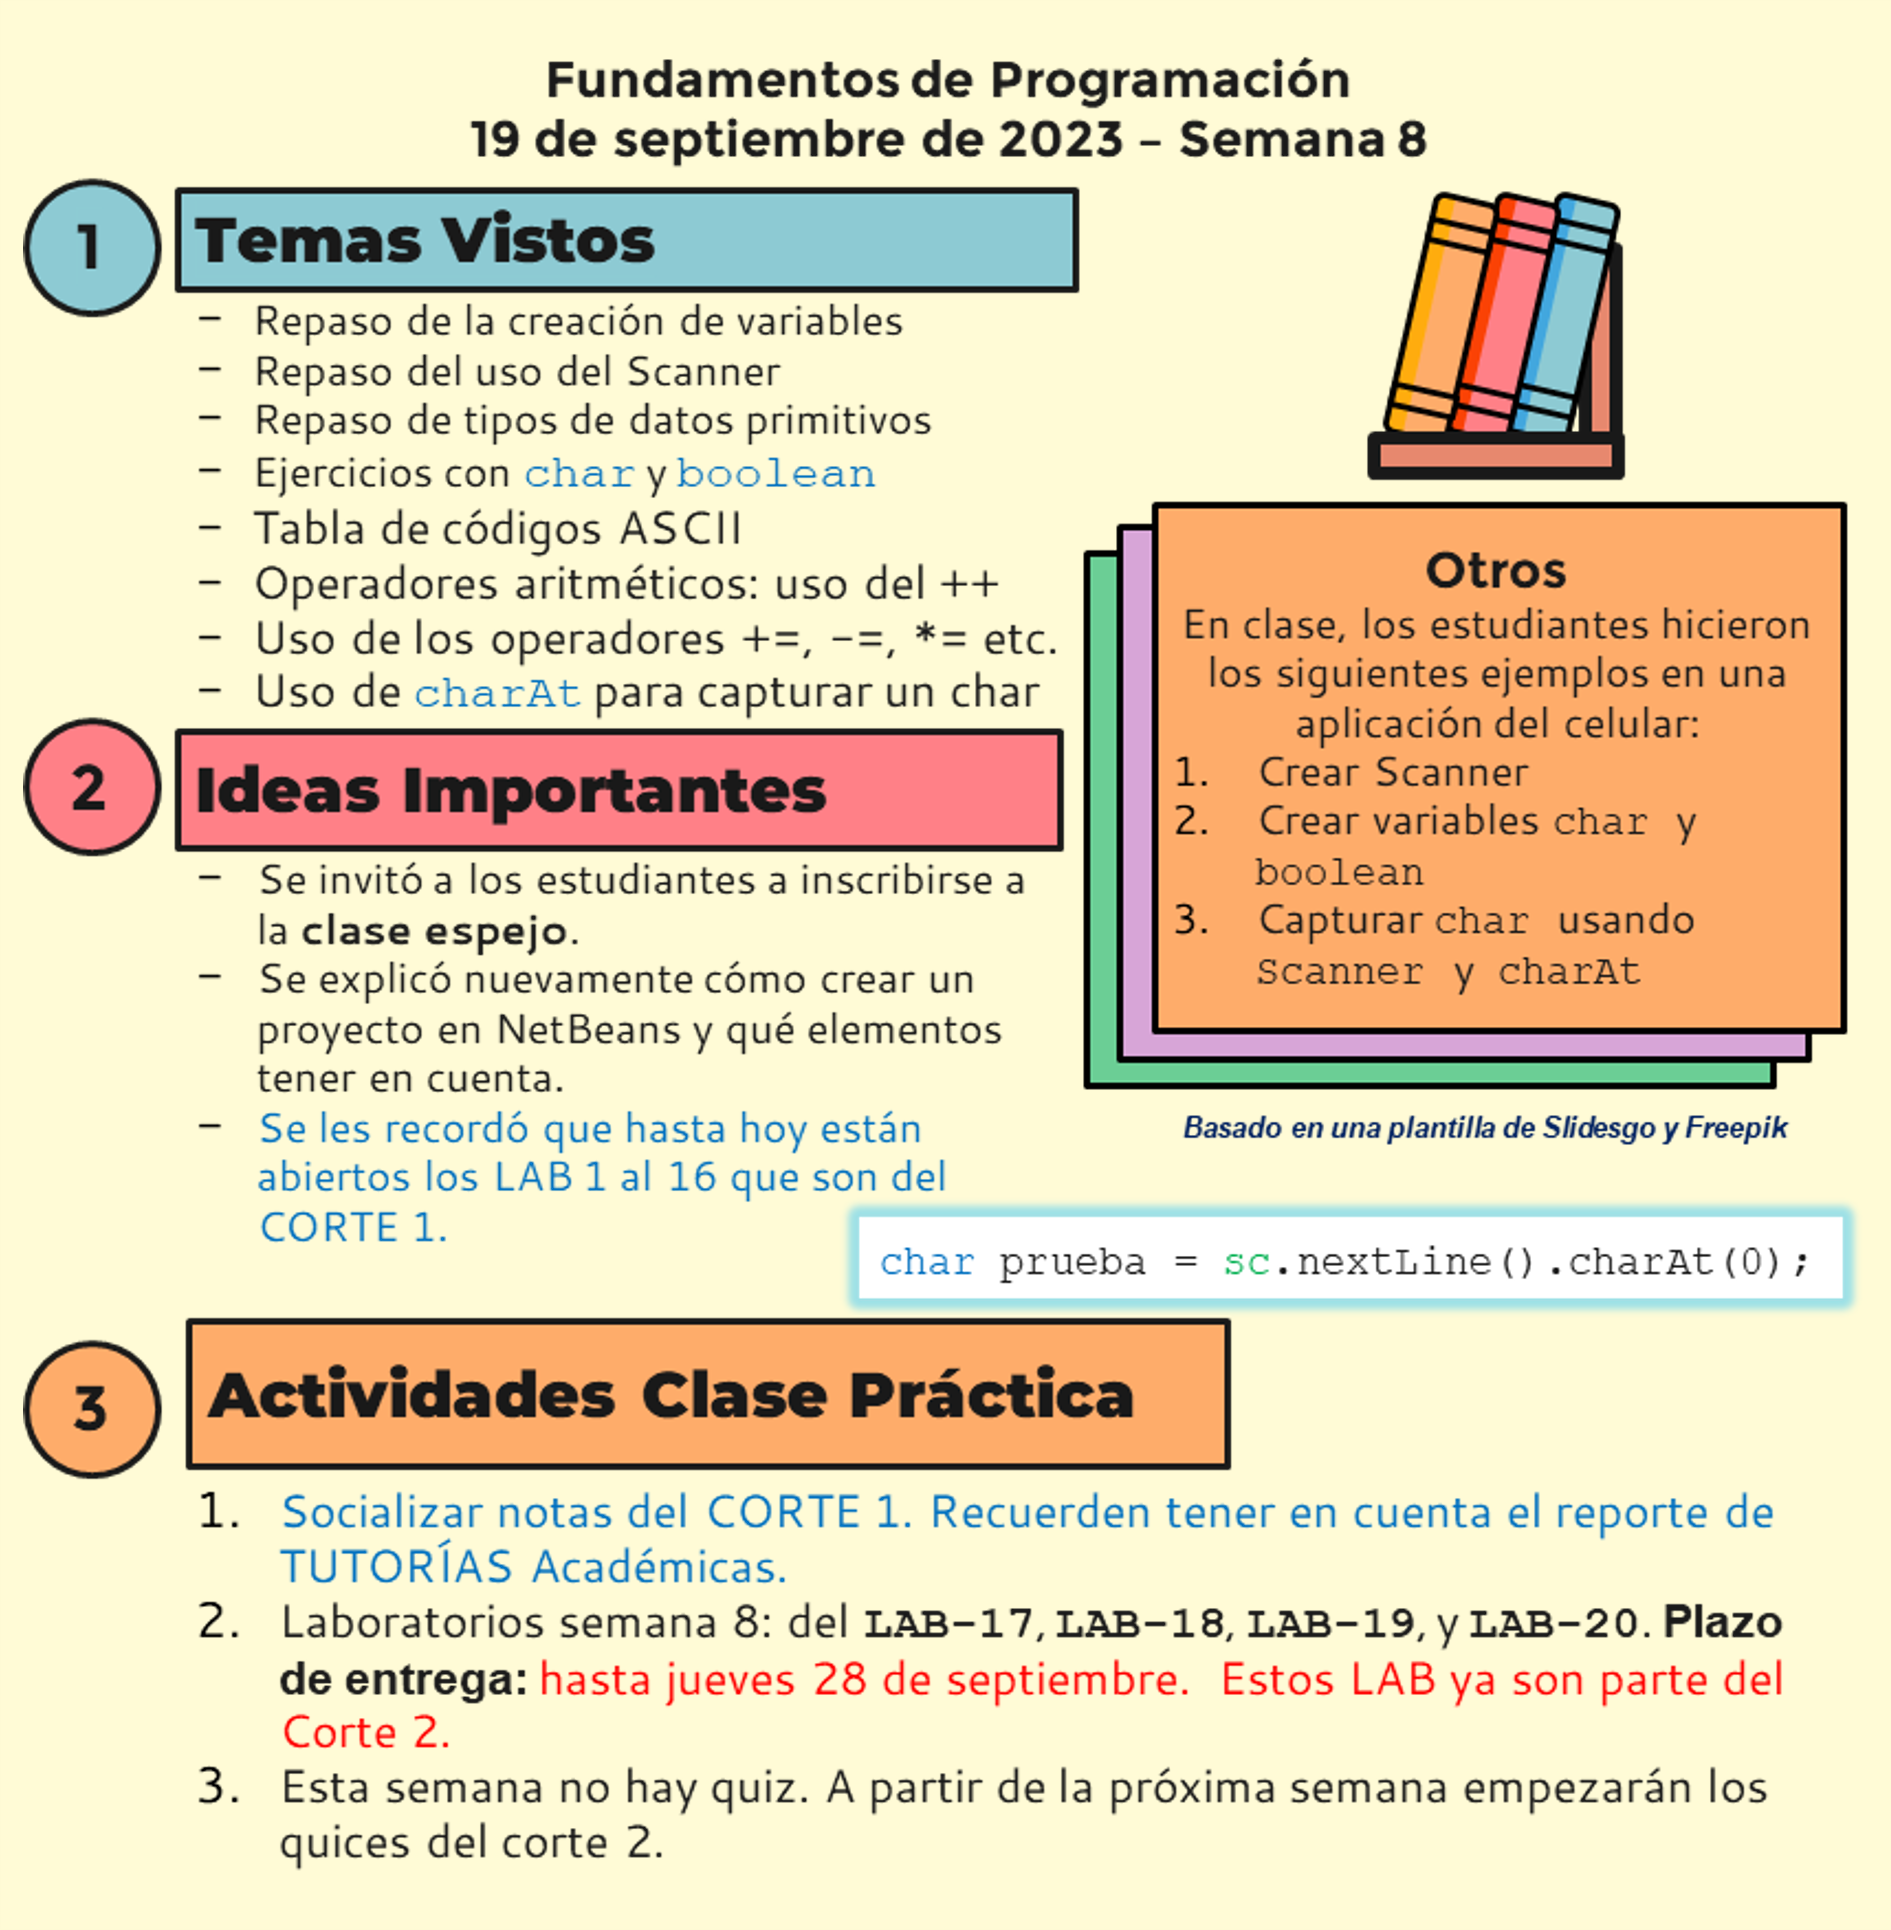 Fundamentos de Programación
19 de septiembre de 2023 – Semana 8
1
Temas Vistos
– Repaso de la creación de variables
– Repaso del uso del Scanner
– Repaso de tipos de datos primitivos
– Ejercicios con char y boolean
– Tabla de códigos ASCII
– Operadores aritméticos: uso del ++
– Uso de los operadores +=, -=, *= etc.
– Uso de charAt para capturar un char
2
Ideas Importantes
– Se invitó a los estudiantes a inscribirse a
la clase espejo.
– Se explicó nuevamente cómo crear un
proyecto en NetBeans y qué elementos
tener en cuenta.
– Se les recordó que hasta hoy están
abiertos los LAB 1 al 16 que son del
CORTE 1.
Otros
En clase, los estudiantes hicieron
los siguientes ejemplos en una
aplicación del celular:
1. Crear Scanner
2. Crear variables char y
boolean
3. Capturar char usando
Scanner y charAt
Basado en una plantilla de Slidesgo y Freepik
char prueba = sc.nextLine().charAt(0);
3
Actividades Clase Práctica
1. Socializar notas del CORTE 1. Recuerden tener en cuenta el reporte de
TUTORÍAS Académicas.
2. Laboratorios semana 8: del LAB-17, LAB-18, LAB-19, y LAB-20. Plazo
de entrega: hasta jueves 28 de septiembre. Estos LAB ya son parte del
Corte 2.
3. Esta semana no hay quiz. A partir de la próxima semana empezarán los
quices del corte 2.